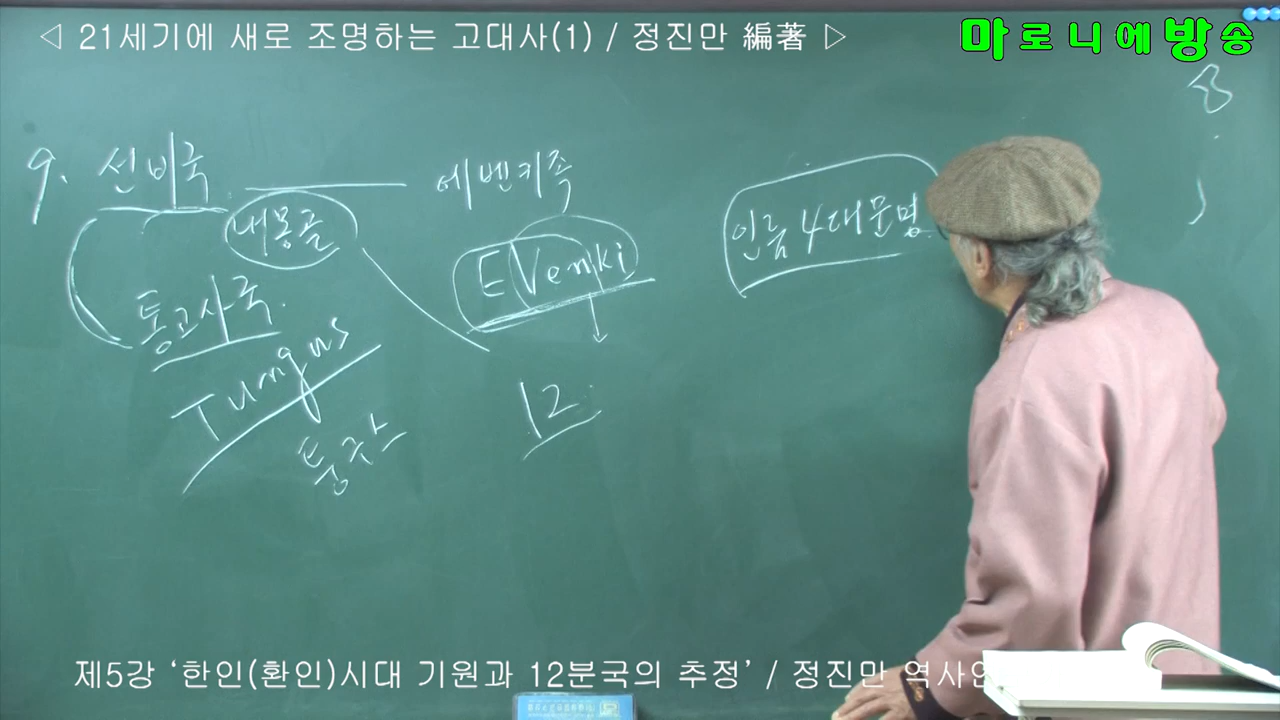 < 21세기에 새로 조명하는 고대사(1) / 정진만 編著 ▷
마로니에방송
8
9. 선비국
에벤키족
내몽골
인류 4대문명
Evenki
통고사국.
Tungus
퉁구스
12
제5강 ‘한인(환인)시대 기원과 12분국의 추정’ / 정진만 역사연